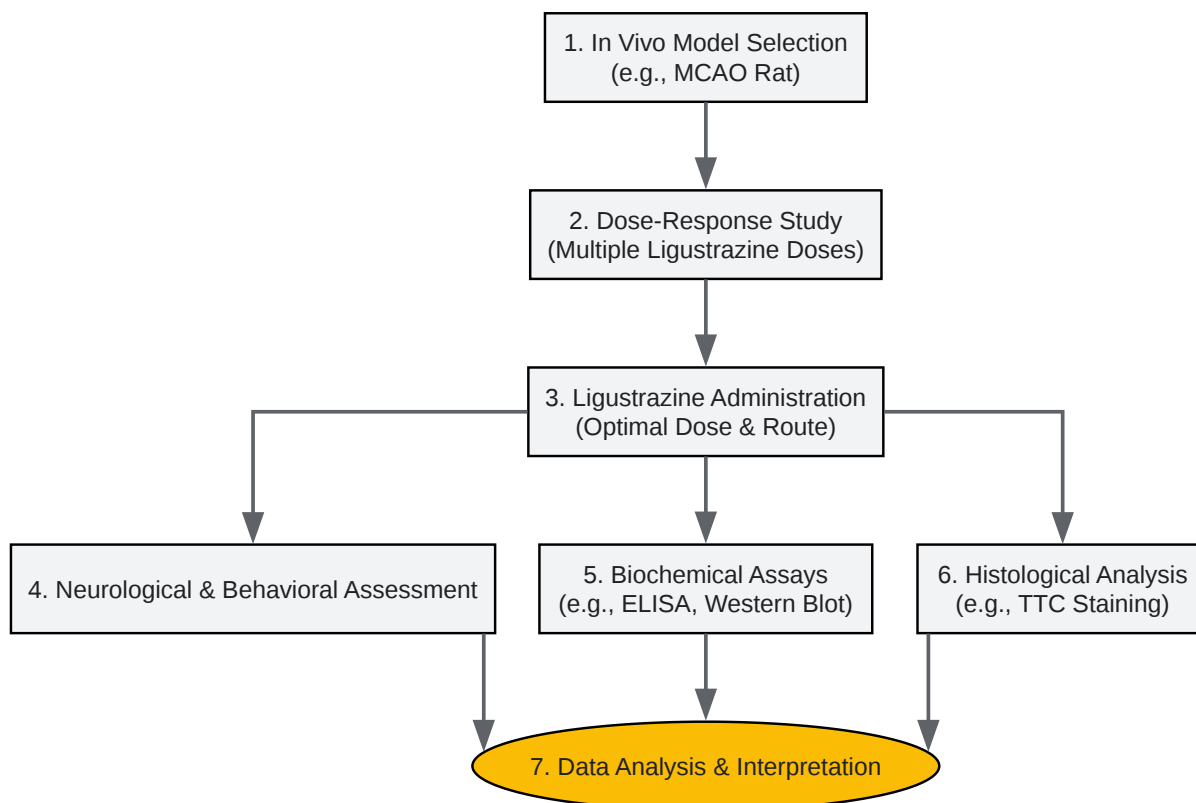 1. In Vivo Model Selection
(e.g., MCAO Rat)
2. Dose-Response Study
(Multiple Ligustrazine Doses)
3. Ligustrazine Administration
(Optimal Dose & Route)
4. Neurological & Behavioral Assessment
5. Biochemical Assays
(e.g., ELISA, Western Blot)
6. Histological Analysis
(e.g., TTC Staining)
7. Data Analysis & Interpretation